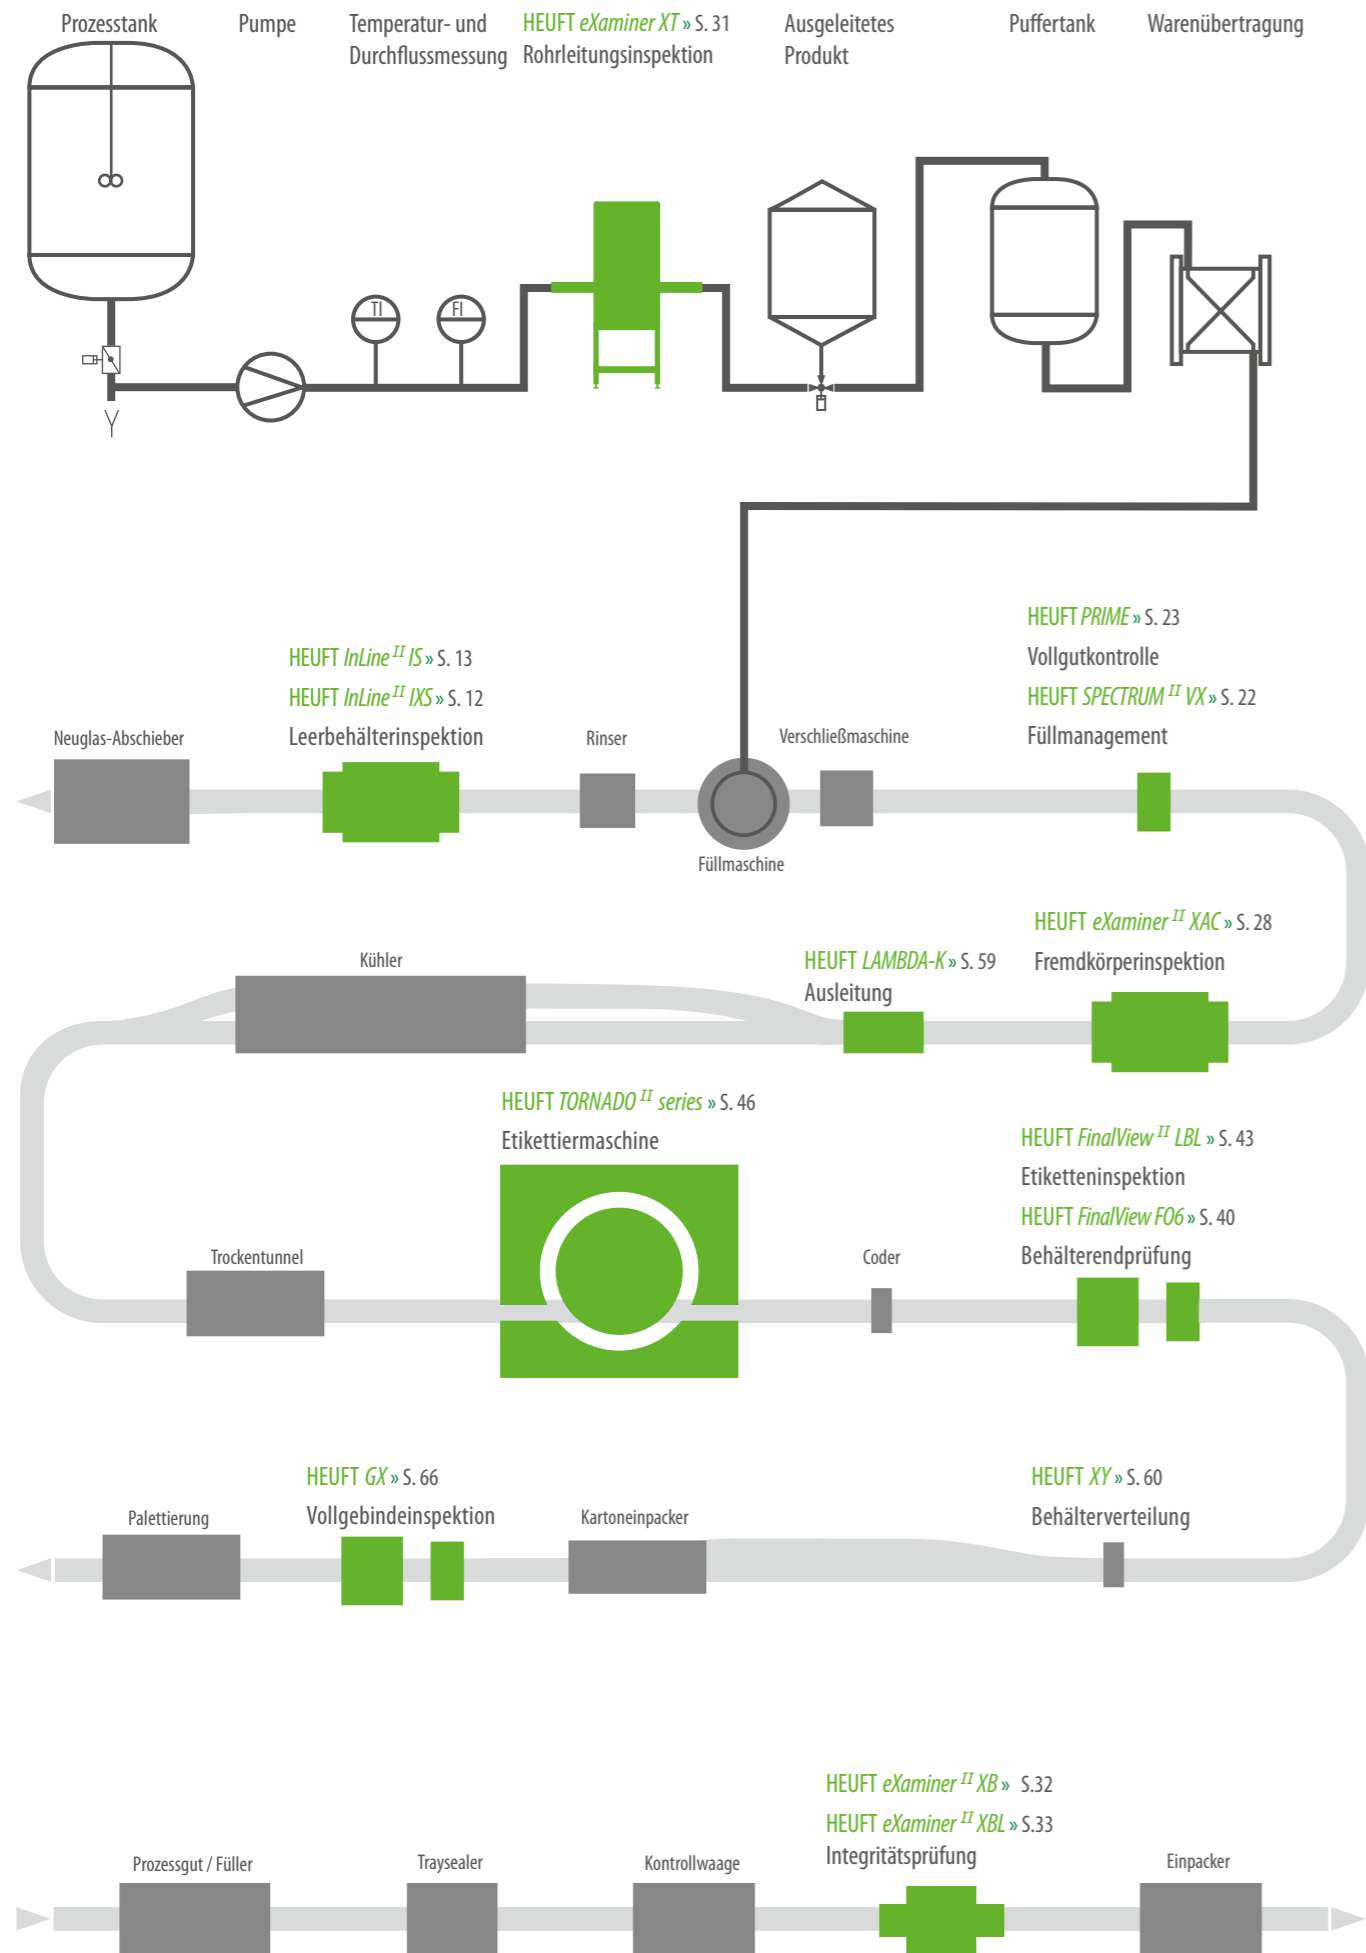 Prozesstank
Pumpe
Temperatur- und
Durchflussmessung
HEUFT eXaminer XT » S. 31
Rohrleitungsinspektion
Ausgeleitetes
Produkt
Puffertank
Warenübertragung
TI
FI
HEUFT PRIME » S. 23
Vollgutkontrolle
HEUFT SPECTRUM II VX » S. 22
Füllmanagement
HEUFT InLine II IS » S. 13
HEUFT InLine II IXS » S. 12
Leerbehälterinspektion
Neuglas-Abschieber
Rinser
Verschließmaschine
Füllmaschine
HEUFT eXaminer II XAC » S. 28
Fremdkörperinspektion
HEUFT LAMBDA-K » S. 59
Ausleitung
Kühler
HEUFT TORNADO II series » S. 46
Etikettiermaschine
HEUFT FinalView II LBL » S. 43
Etiketteninspektion
HEUFT FinalView FO6 » S. 40
Behälterendprüfung
Trockentunnel
Coder
HEUFT GX » S. 66
Vollgebindeinspektion
HEUFT XY » S. 60
Behälterverteilung
Palettierung
Kartoneinpacker
HEUFT eXaminer II XB » S.32
HEUFT eXaminer II XBL » S.33
Integritätsprüfung
Prozessgut / Füller
Traysealer
Kontrollwaage
Einpacker